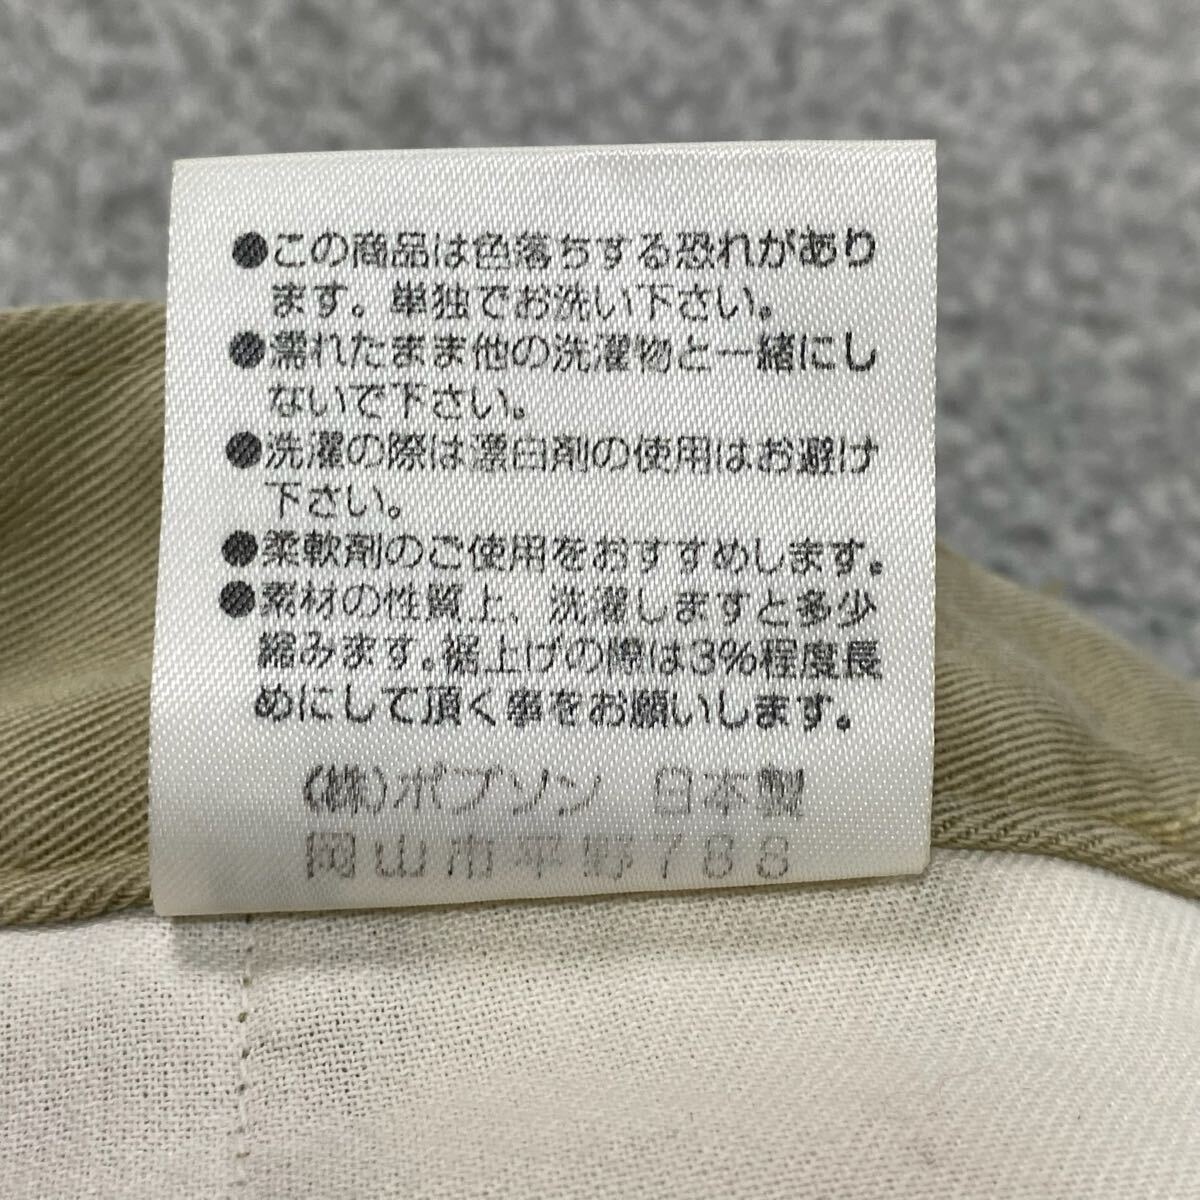 ●この商品は色落ちする恐れがあり
ます。単独でお洗い下さい。
●濡れたまま他の洗濯物と一緒にし
ないで下さい。
●洗濯の際は漂白剤の使用はお避け
下さい。
●柔軟剤のご使用をおすすめします。
●素材の性質上、洗濯しますと多少
縮みます。裾上げの際は3%程度長
めにして頂く事をお願いします。
(株)ボブソン 日本製
岡山市平野788